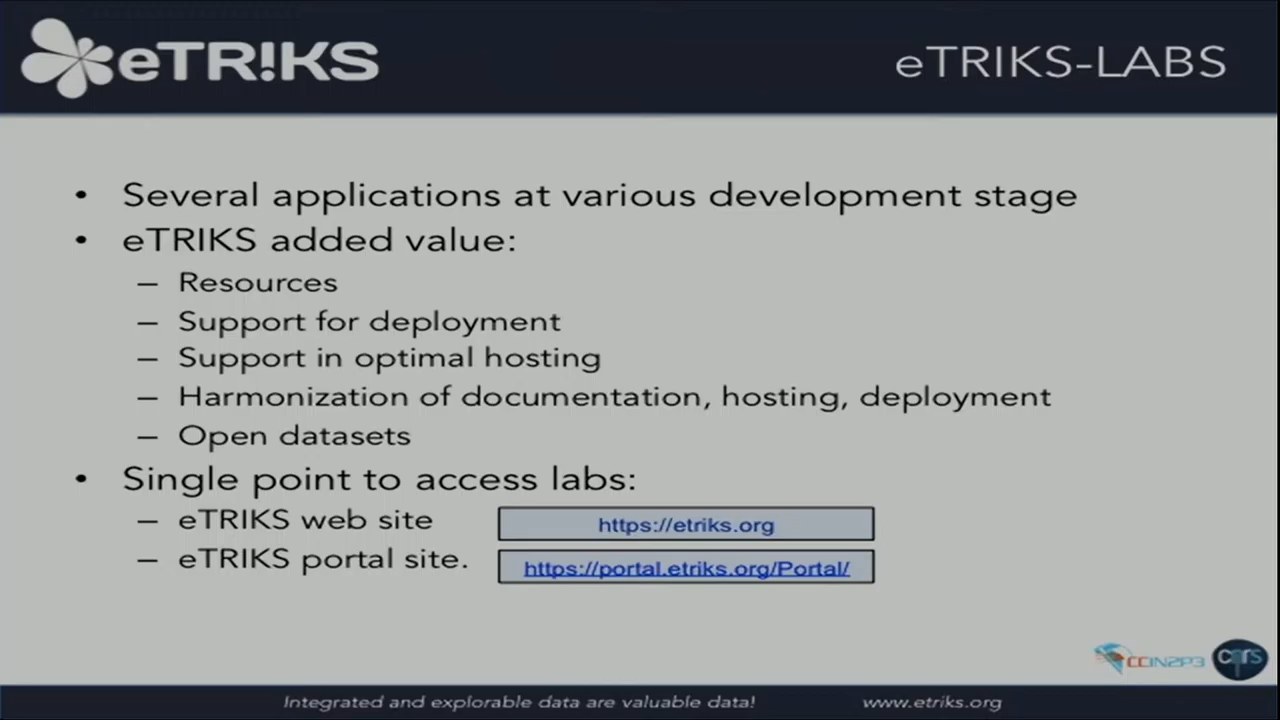 eTR!KS
eTRIKS-LABS
• Several applications at various development stage
• eTRIKS added value:
– Resources
– Support for deployment
– Support in optimal hosting
– Harmonization of documentation, hosting, deployment
– Open datasets
• Single point to access labs:
– eTRIKS web site
https://etriks.org
– eTRIKS portal site.
https://portal.etriks.org/Portal/
CCIN2P3
cnrs
Integrated and explorable data are valuable data!
www.etriks.org